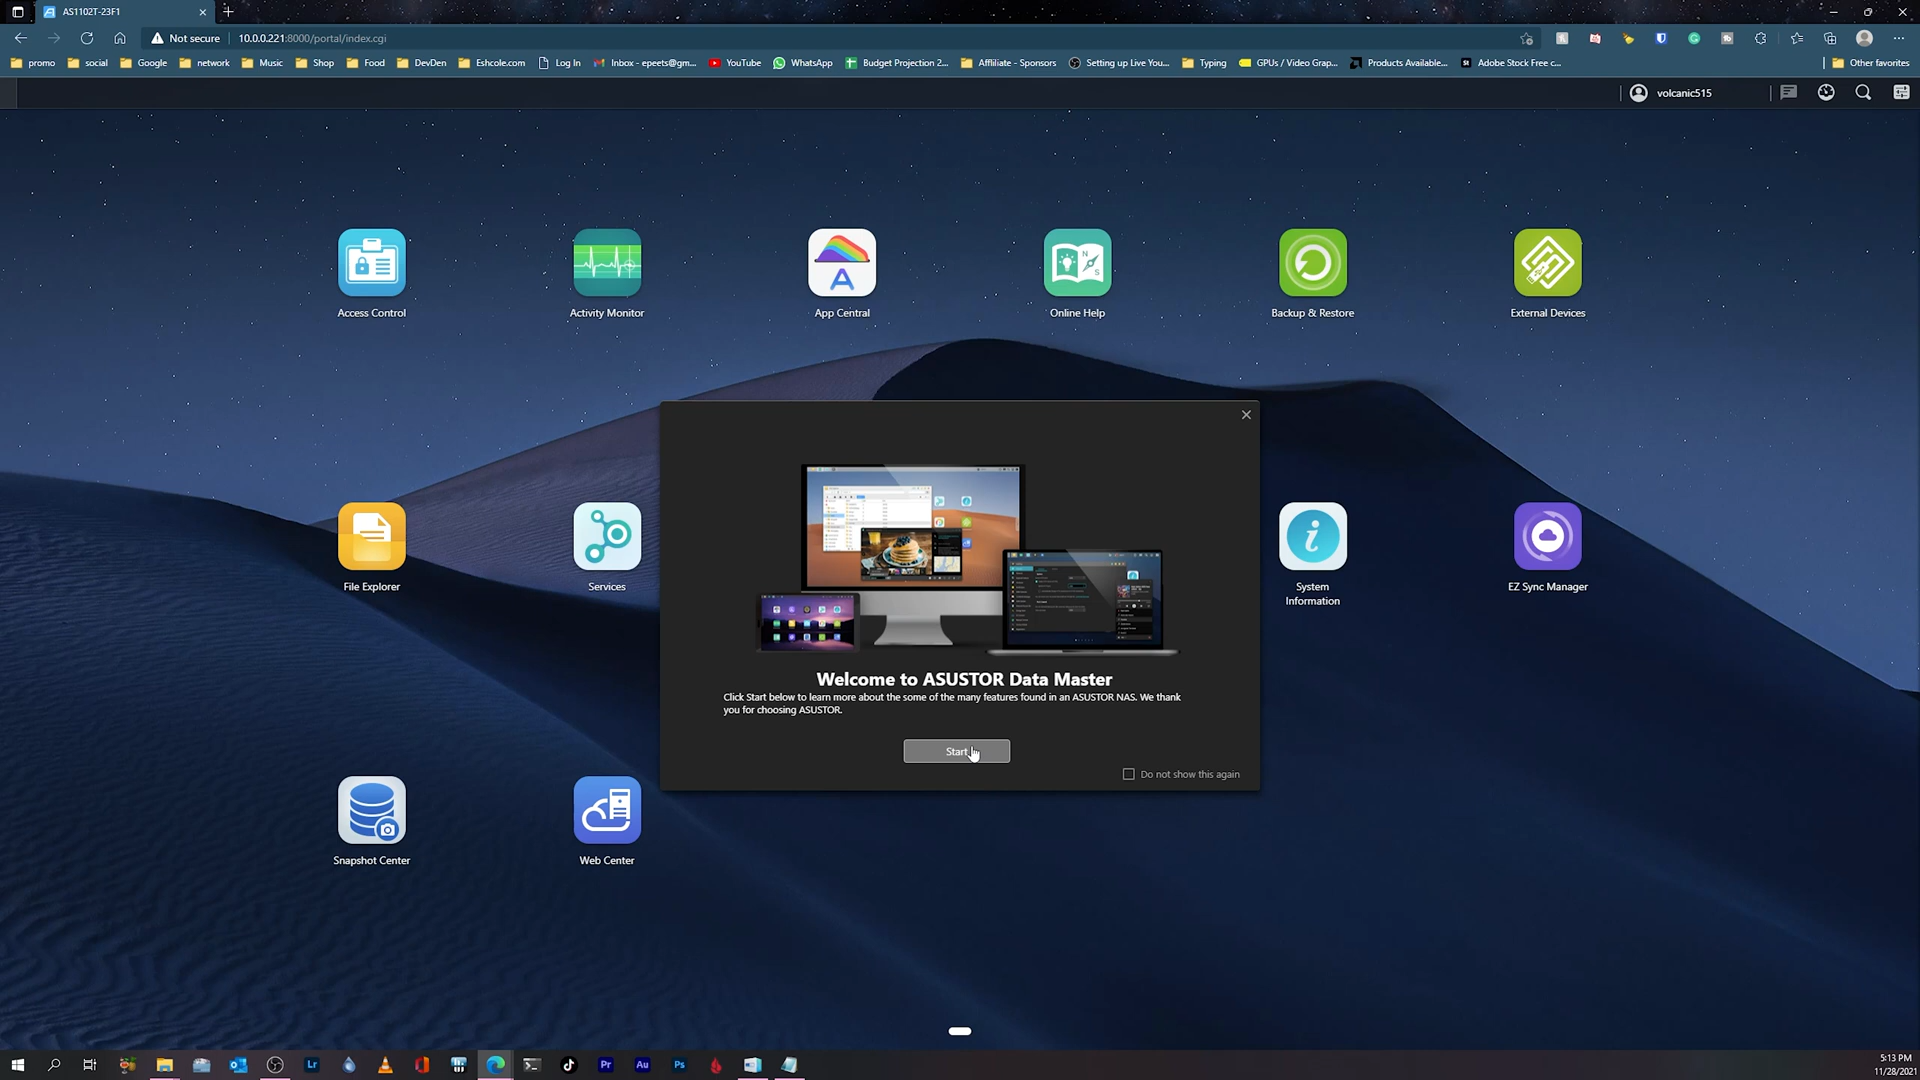 AS1102T-23F1
Not secure
10.0.0.221:8000/portal/index.cgi
promo
social
Google
network
Music
Shop
Food
DevDen
Eshcole.com
Log In
Inbox - epeets@gm...
YouTube
WhatsApp
Budget Projection 2...
Affiliate - Sponsors
Setting up Live You...
Typing
GPUs / Video Grap...
Products Available...
St
Adobe Stock Free c...
Other favorites
volcanic515
Access Control
Activity Monitor
App Central
Online Help
Backup & Restore
External Devices
File Explorer
Services
System
Information
EZ Sync Manager
Snapshot Center
Web Center
Welcome to ASUSTOR Data Master
Click Start below to learn more about the some of the many features found in an ASUSTOR NAS. We thank
you for choosing ASUSTOR.
Start
Do not show this again
Lr
Pr
Au
Ps
5:13 PM
11/28/2021